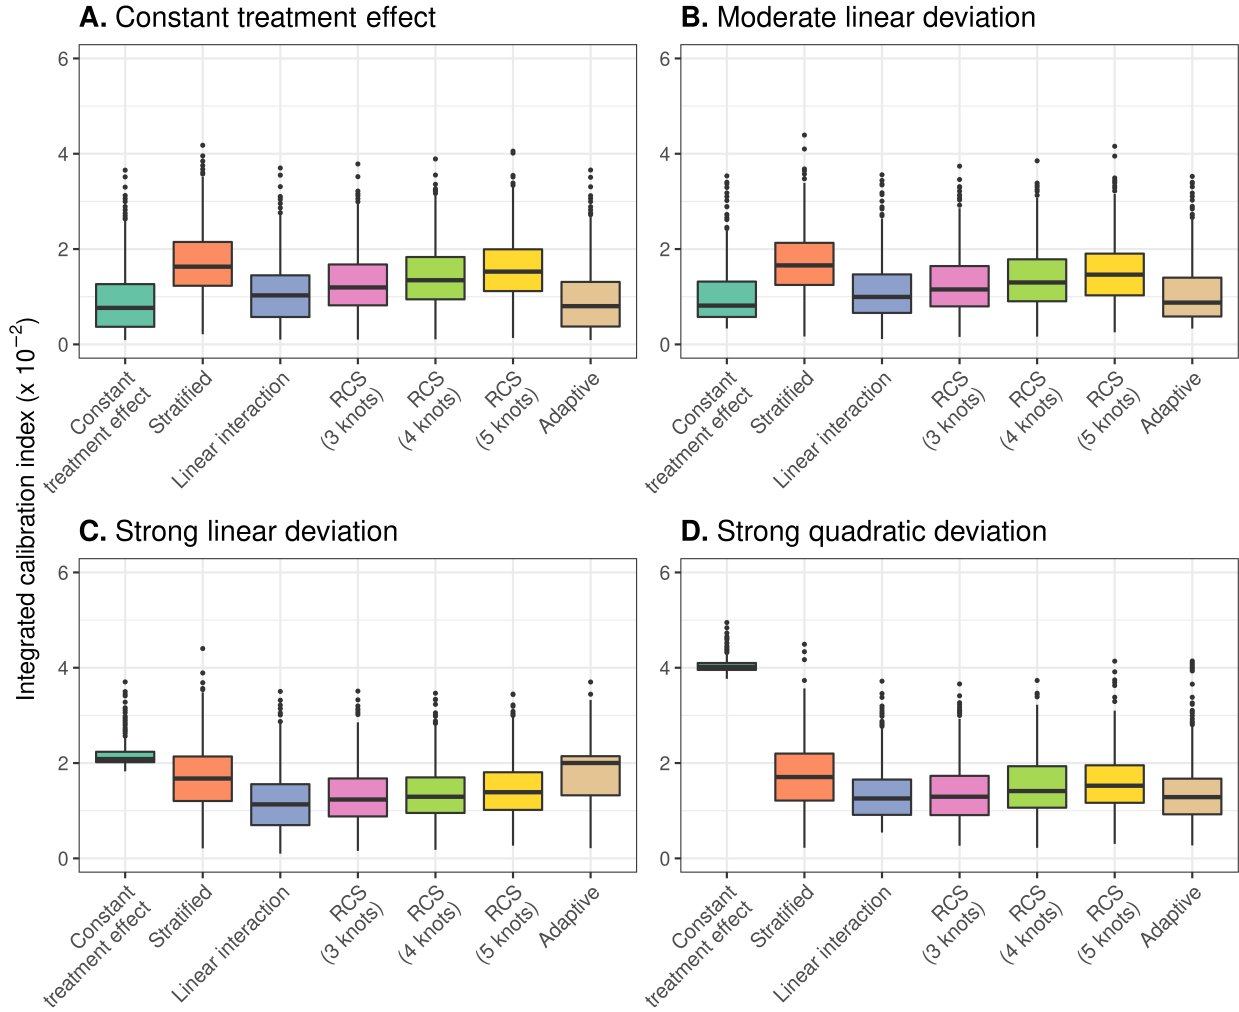 A. Constant treatment effect
6
4
2
0
Constant
treatment effect
Stratified
Linear interaction
RCS
(3 knots)
RCS
(4 knots)
RCS
(5 knots)
Adaptive
B. Moderate linear deviation
6
4
2
0
Constant
treatment effect
Stratified
Linear interaction
RCS
(3 knots)
RCS
(4 knots)
RCS
(5 knots)
Adaptive
Integrated calibration index (x 10⁻²)
C. Strong linear deviation
6
4
2
0
Constant
treatment effect
Stratified
Linear interaction
RCS
(3 knots)
RCS
(4 knots)
RCS
(5 knots)
Adaptive
D. Strong quadratic deviation
6
4
2
0
Constant
treatment effect
Stratified
Linear interaction
RCS
(3 knots)
RCS
(4 knots)
RCS
(5 knots)
Adaptive